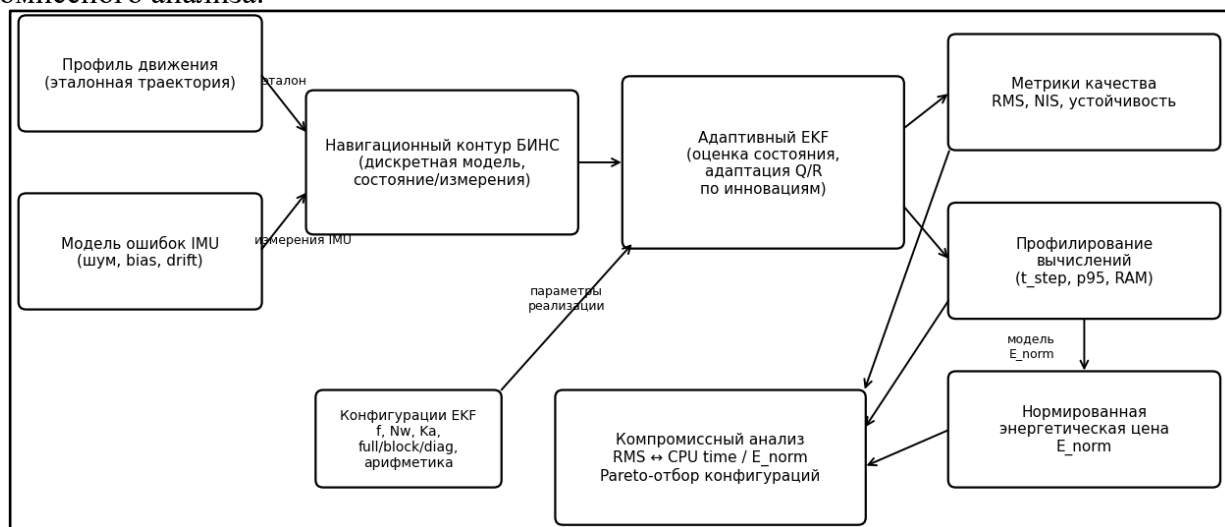 Профиль движения
(эталонная траектория)
эталон
Модель ошибок IMU
(шум, bias, drift)
измерения IMU
Навигационный контур БИНС
(дискретная модель,
состояние/измерения)
Адаптивный EKF
(оценка состояния,
адаптация Q/R
по инновациям)
Метрики качества
RMS, NIS, устойчивость
Профилирование
вычислений
(t_step, p95, RAM)
модель
E_norm
Нормированная
энергетическая цена
E_norm
параметры
реализации
Конфигурации EKF
f, Nw, Ka,
full/block/diag,
арифметика
Компромиссный анализ
RMS ↔ CPU time / E_norm
Pareto-отбор конфигураций